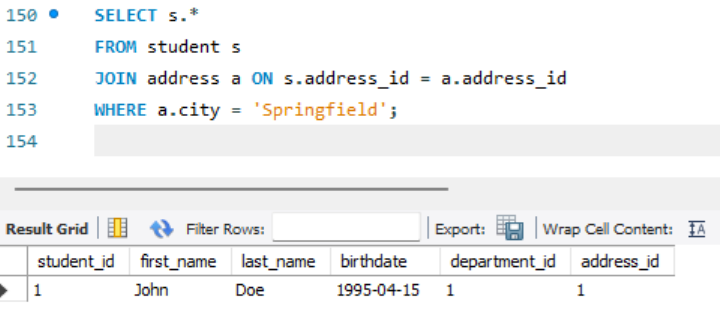 150 SELECT s.*
151 FROM student s
152 JOIN address a ON s.address_id = a.address_id
153 WHERE a.city = 'Springfield';
154
Result Grid Filter Rows: Export: Wrap Cell Content: IA
student_id first_name last_name birthdate department_id address_id
1 John Doe 1995-04-15 1 1